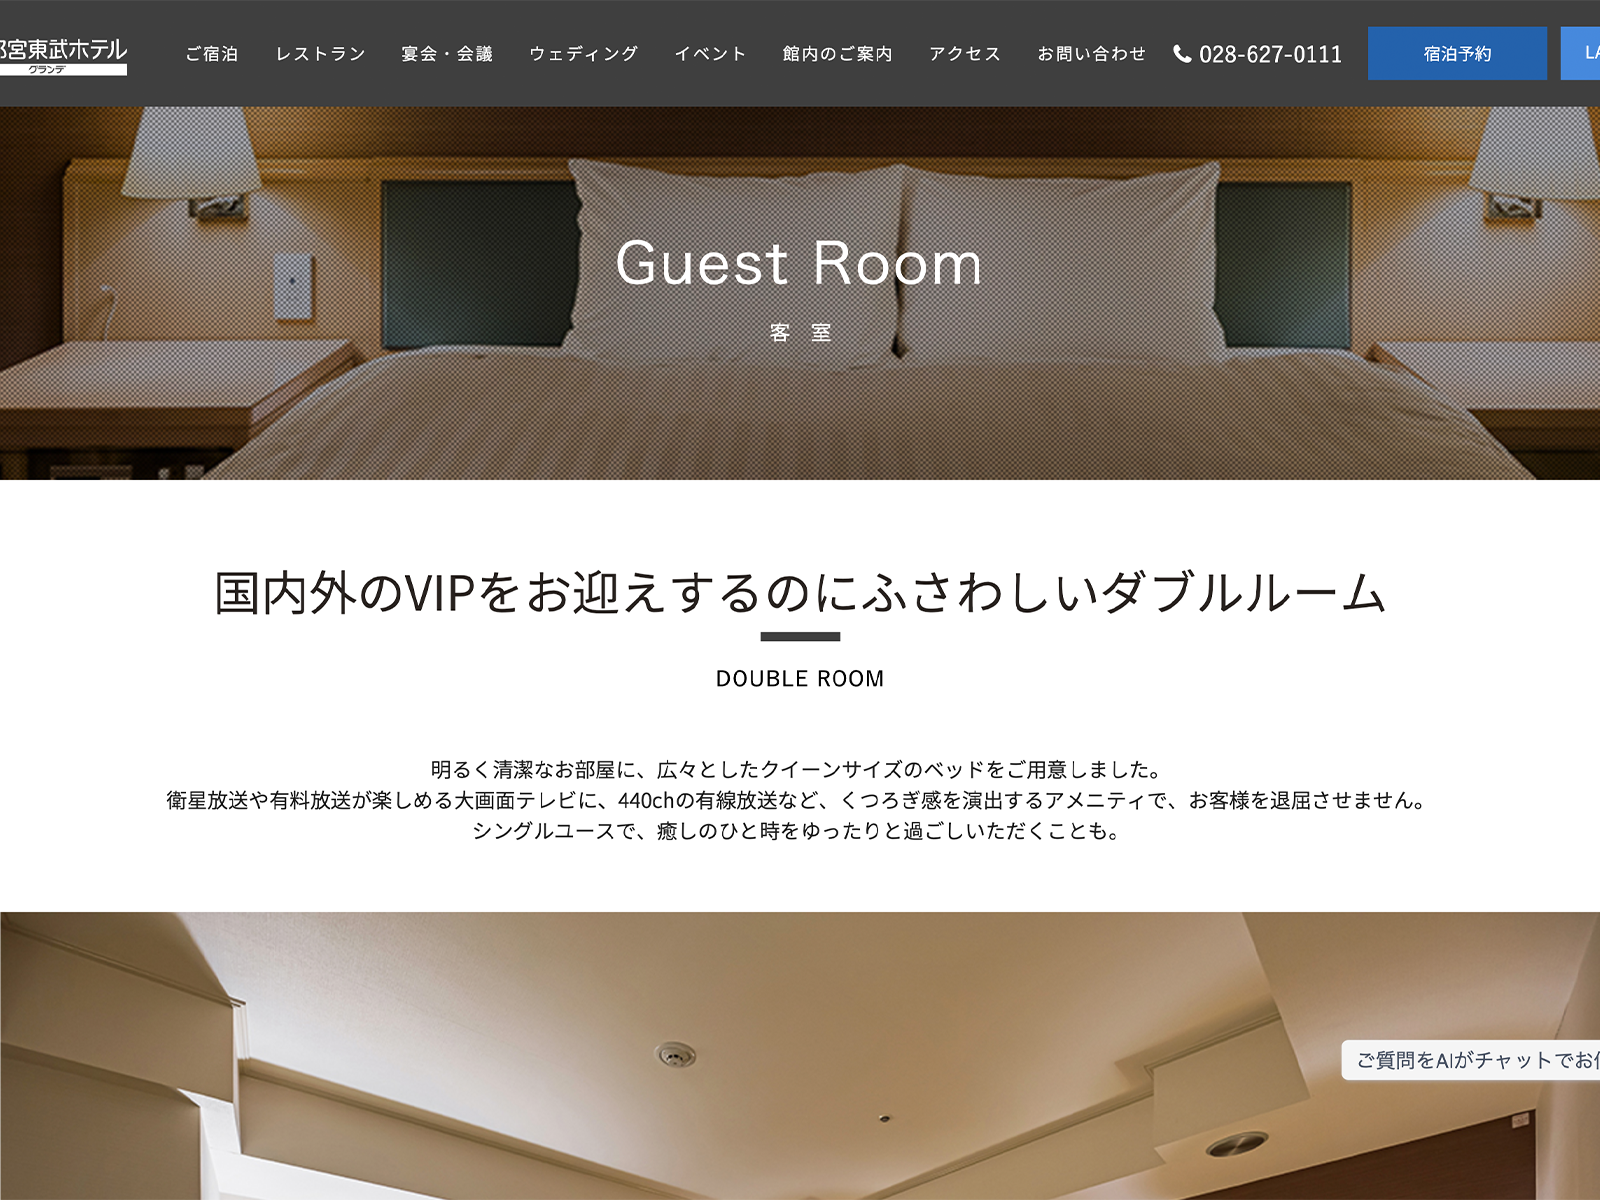 宮東武ホテル
グランデ
ご宿泊
レストラン
宴会・会議
ウェディング
イベント
館内のご案内
アクセス
お問い合わせ
028-627-0111
宿泊予約
LA
Guest Room
客 室
国内外のVIPをお迎えするのにふさわしいダブルルーム
DOUBLE ROOM
明るく清潔なお部屋に、広々としたクイーンサイズのベッドをご用意しました。
衛星放送や有料放送が楽しめる大画面テレビに、440chの有線放送など、くつろぎ感を演出するアメニティで、お客様を退屈させません。
シングルユースで、癒しのひと時をゆったりと過ごしいただくことも。
ご質問をAIがチャットでお